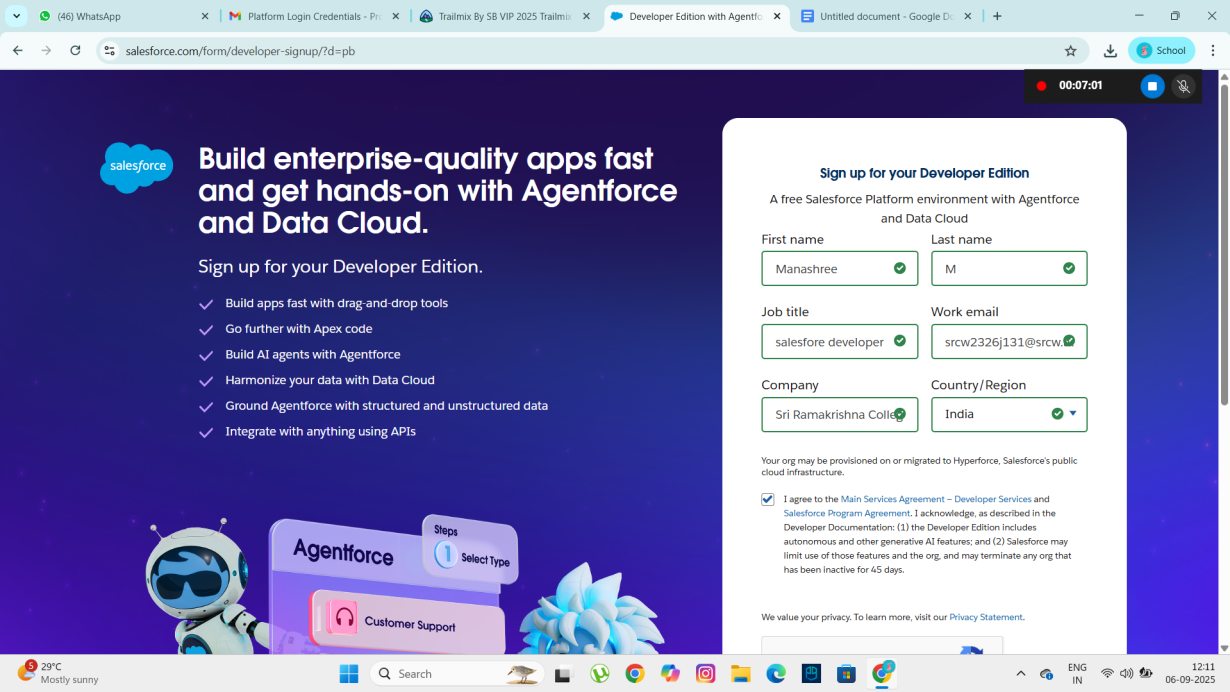 (46) WhatsApp
Platform Login Credentials - Pro
Trailmix By SB VIP 2025 Trailmix
Developer Edition with Agentfo
Untitled document - Google Do
salesforce.com/form/developer-signup/?d=pb
School
00:07:01
salesforce
Build enterprise-quality apps fast
and get hands-on with Agentforce
and Data Cloud.
Sign up for your Developer Edition.
Build apps fast with drag-and-drop tools
Go further with Apex code
Build AI agents with Agentforce
Harmonize your data with Data Cloud
Ground Agentforce with structured and unstructured data
Integrate with anything using APIs
Agentforce
Steps
1 Select Type
Customer Support
Sign up for your Developer Edition
A free Salesforce Platform environment with Agentforce
and Data Cloud
First name Last name
Manashree M
Job title Work email
salesfore developer srcw2326j131@srcw.
Company Country/Region
Sri Ramakrishna Colleg India
Your org may be provisioned on or migrated to Hyperforce, Salesforce's public
cloud infrastructure.
I agree to the Main Services Agreement – Developer Services and
Salesforce Program Agreement. I acknowledge, as described in the
Developer Documentation: (1) the Developer Edition includes
autonomous and other generative AI features; and (2) Salesforce may
limit use of those features and the org, and may terminate any org that
has been inactive for 45 days.
We value your privacy. To learn more, visit our Privacy Statement.
5
29°C
Mostly sunny
Search
ENG
IN
12:11
06-09-2025